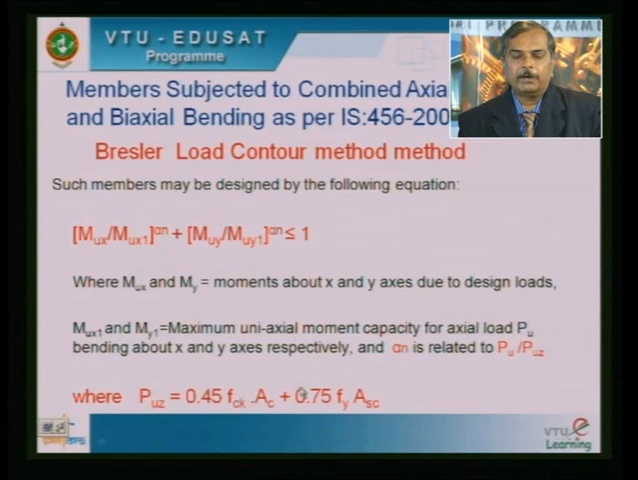 VTU - EDUSAT
Programme
Members Subjected to Combined Axia
and Biaxial Bending as per IS:456-200
Bresler Load Contour method method
Such members may be designed by the following equation:
[Mux/Mux1]αn + [Muy/Muy1]αn ≤ 1
Where Mux and My = moments about x and y axes due to design loads,
Mux1 and My1=Maximum uni-axial moment capacity for axial load Pu
bending about x and y axes respectively, and αn is related to Pu /Puz
where Puz = 0.45 fck .Ac + 0.75 fy Asc
VTU e
Learning